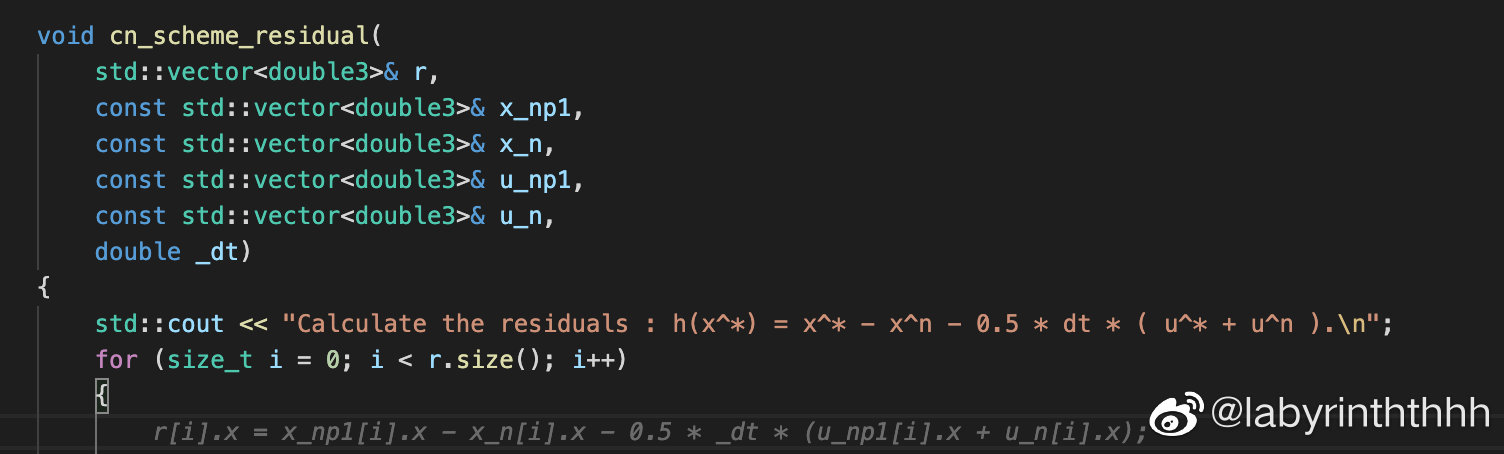 void cn_scheme_residual(
    std::vector<double3>& r,
    const std::vector<double3>& x_np1,
    const std::vector<double3>& x_n,
    const std::vector<double3>& u_np1,
    const std::vector<double3>& u_n,
    double _dt)
{
    std::cout << "Calculate the residuals : h(x^*) = x^* - x^n - 0.5 * dt * ( u^* + u^n ).\n";
    for (size_t i = 0; i < r.size(); i++)
    {
        r[i].x = x_np1[i].x - x_n[i].x - 0.5 * _dt * (u_np1[i].x + u_n[i].x);
@labyrinththhh